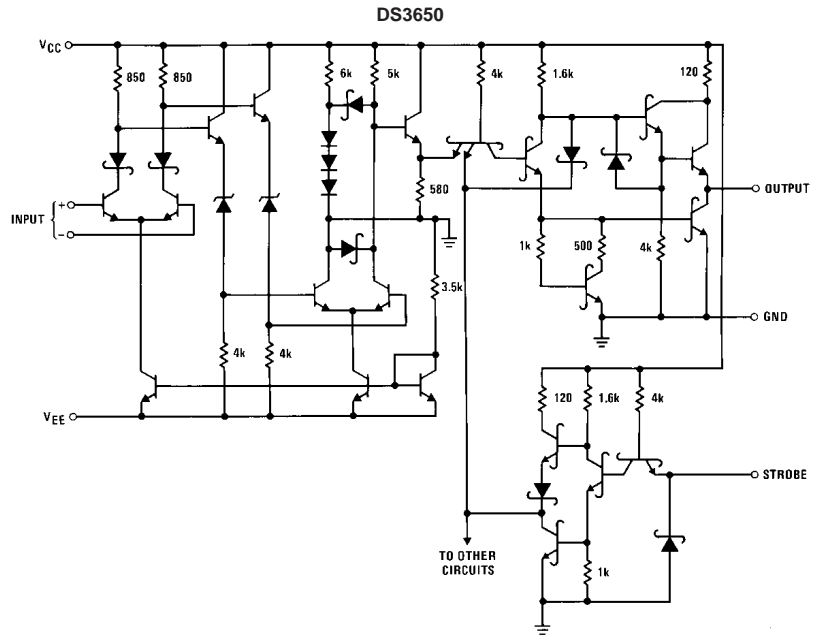 DS3650
VCC
850
850
6k
5k
4k
1.6k
120
INPUT
+
–
580
OUTPUT
1k
500
4k
3.5k
GND
4k
4k
VEE
120
1.6k
4k
STROBE
TO OTHER
CIRCUITS
1k